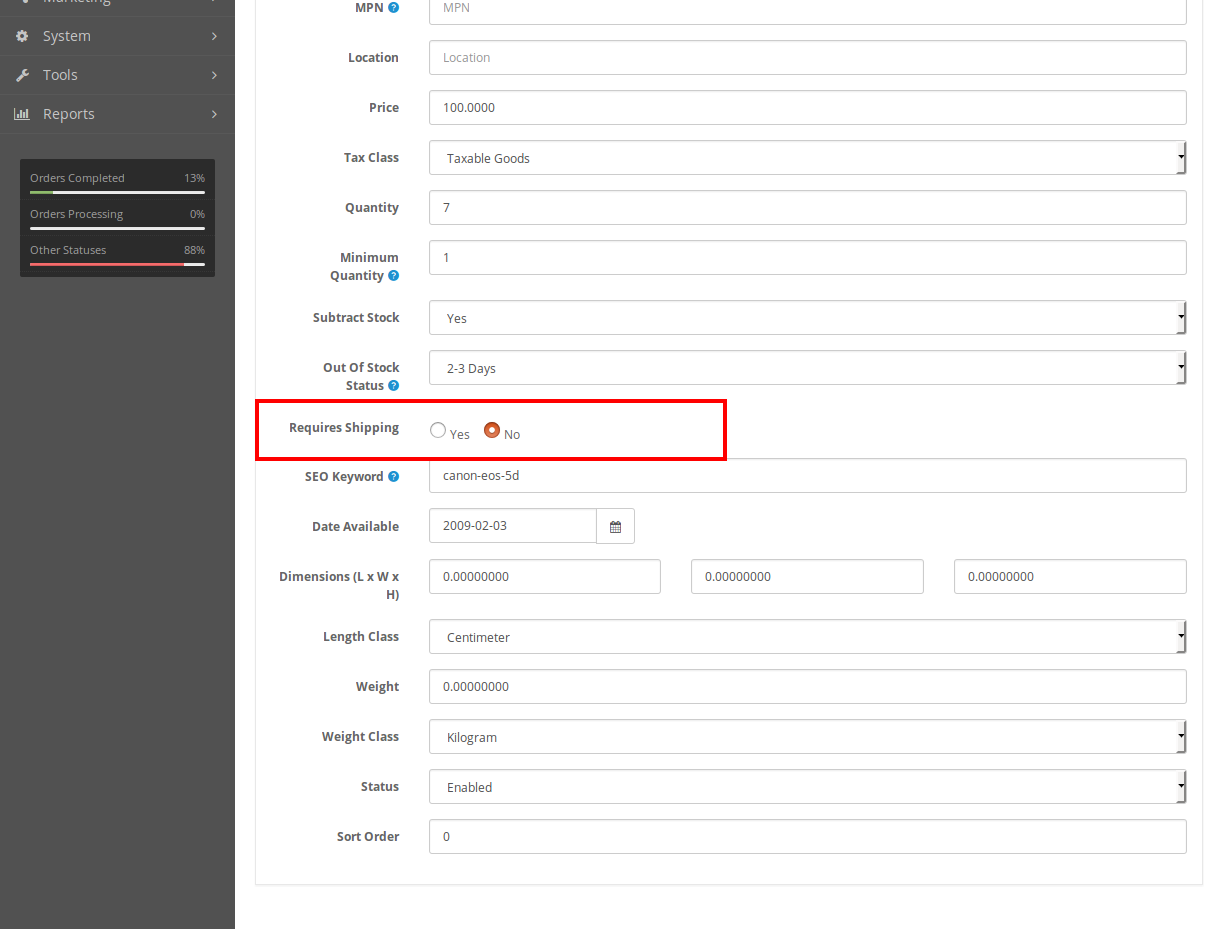 Marketing
System
Tools
Reports
Orders Completed 13%
Orders Processing 0%
Other Statuses 88%
MPN MPN
Location Location
Price 100.0000
Tax Class Taxable Goods
Quantity 7
Minimum
Quantity 1
Subtract Stock Yes
Out Of Stock
Status 2-3 Days
Requires Shipping Yes No
SEO Keyword canon-eos-5d
Date Available 2009-02-03
Dimensions (L x W x
H) 0.00000000 0.00000000 0.00000000
Length Class Centimeter
Weight 0.00000000
Weight Class Kilogram
Status Enabled
Sort Order 0